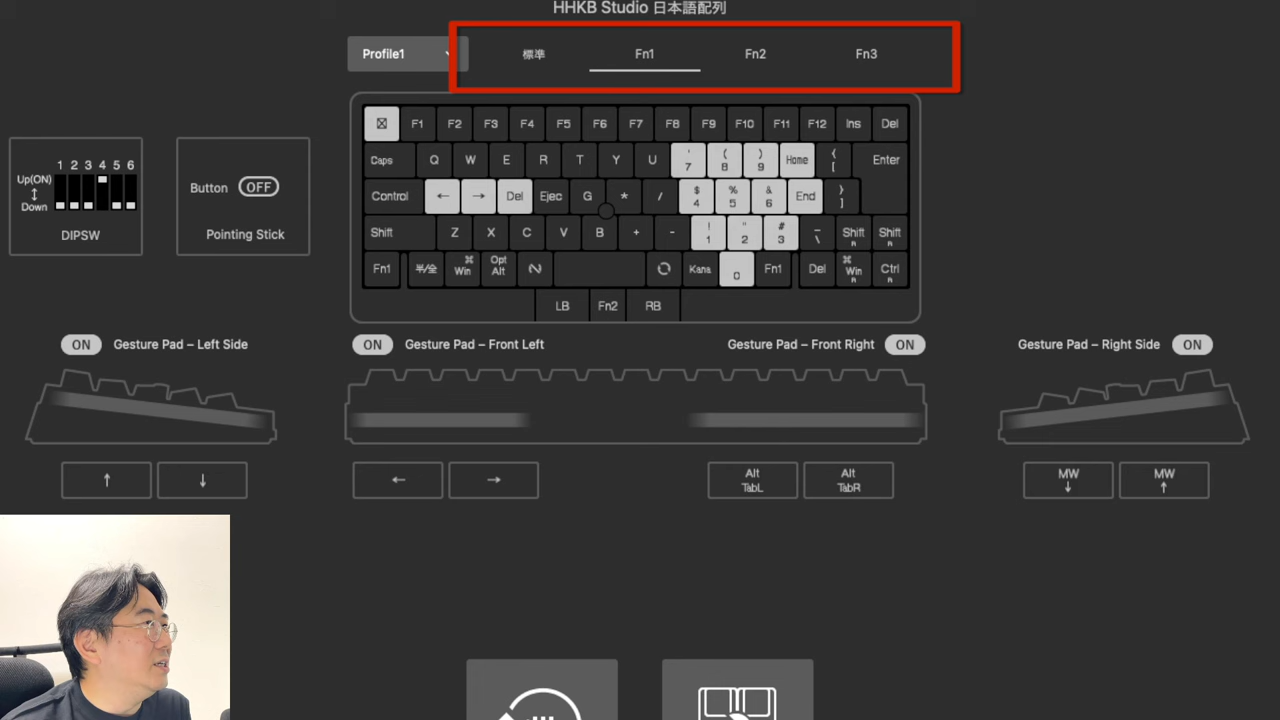 HHKB Studio 日本語配列
Profile1 標準 Fn1 Fn2 Fn3
F1 F2 F3 F4 F5 F6 F7 F8 F9 F10 F11 F12 Ins Del
Caps Q W E R T Y U ' 7 ( 8 ) 9 Home { [ Enter
Control ← → Del Ejec G * / $ 4 % 5 & 6 End } ]
Shift Z X C V B + - ! 1 " 2 # 3 _ \ Shift R Shift R
Fn1 半/全 ⌘ Win Opt Alt Kana 0 Fn1 Del ⌘ Win R Ctrl R
LB Fn2 RB
1 2 3 4 5 6
Up(ON)
↕
Down
DIPSW
Button OFF
Pointing Stick
ON Gesture Pad – Left Side
ON Gesture Pad – Front Left
Gesture Pad – Front Right ON
Gesture Pad – Right Side ON
↑ ↓
← →
Alt TabL
Alt TabR
MW ↓
MW ↑